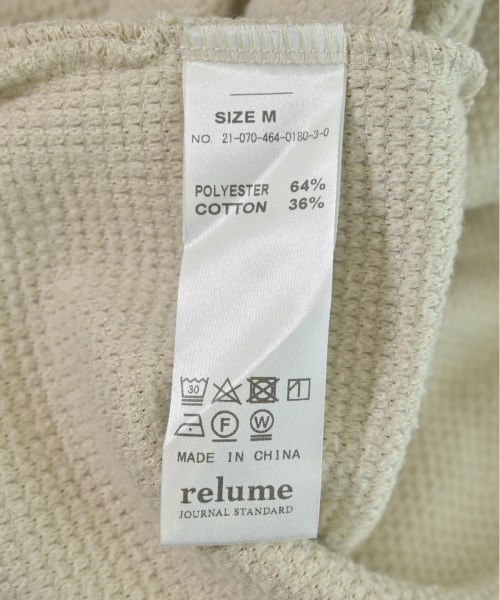 SIZE M
NO. 21-070-464-0180-3-0
POLYESTER 64%
COTTON 36%
30
F W
MADE IN CHINA
relume
JOURNAL STANDARD